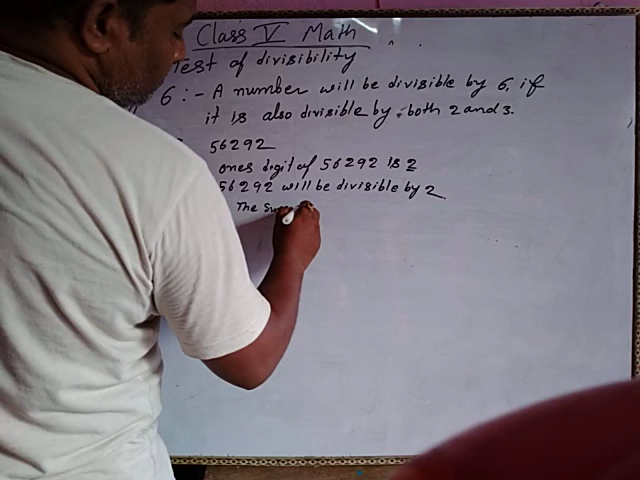 Class V Math
Test of divisibility
6 :- A number will be divisible by 6, if
it is also divisible by both 2 and 3.
56292
ones digit of 56292 is 2
56292 will be divisible by 2.
The sum